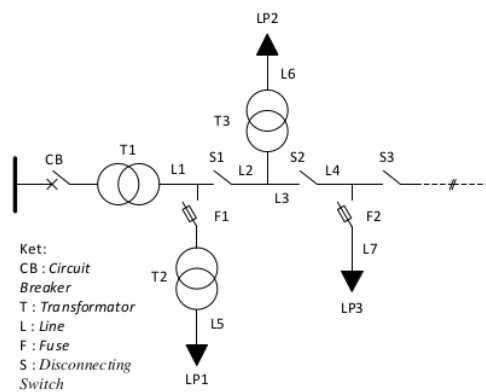 LP2
L6
T3
CB
T1
L1
S1
L2
S2
L4
S3
L3
F1
F2
T2
L7
L5
LP1
LP3
Ket:
CB : Circuit
Breaker
T : Transformator
L : Line
F : Fuse
S : Disconnecting
Switch